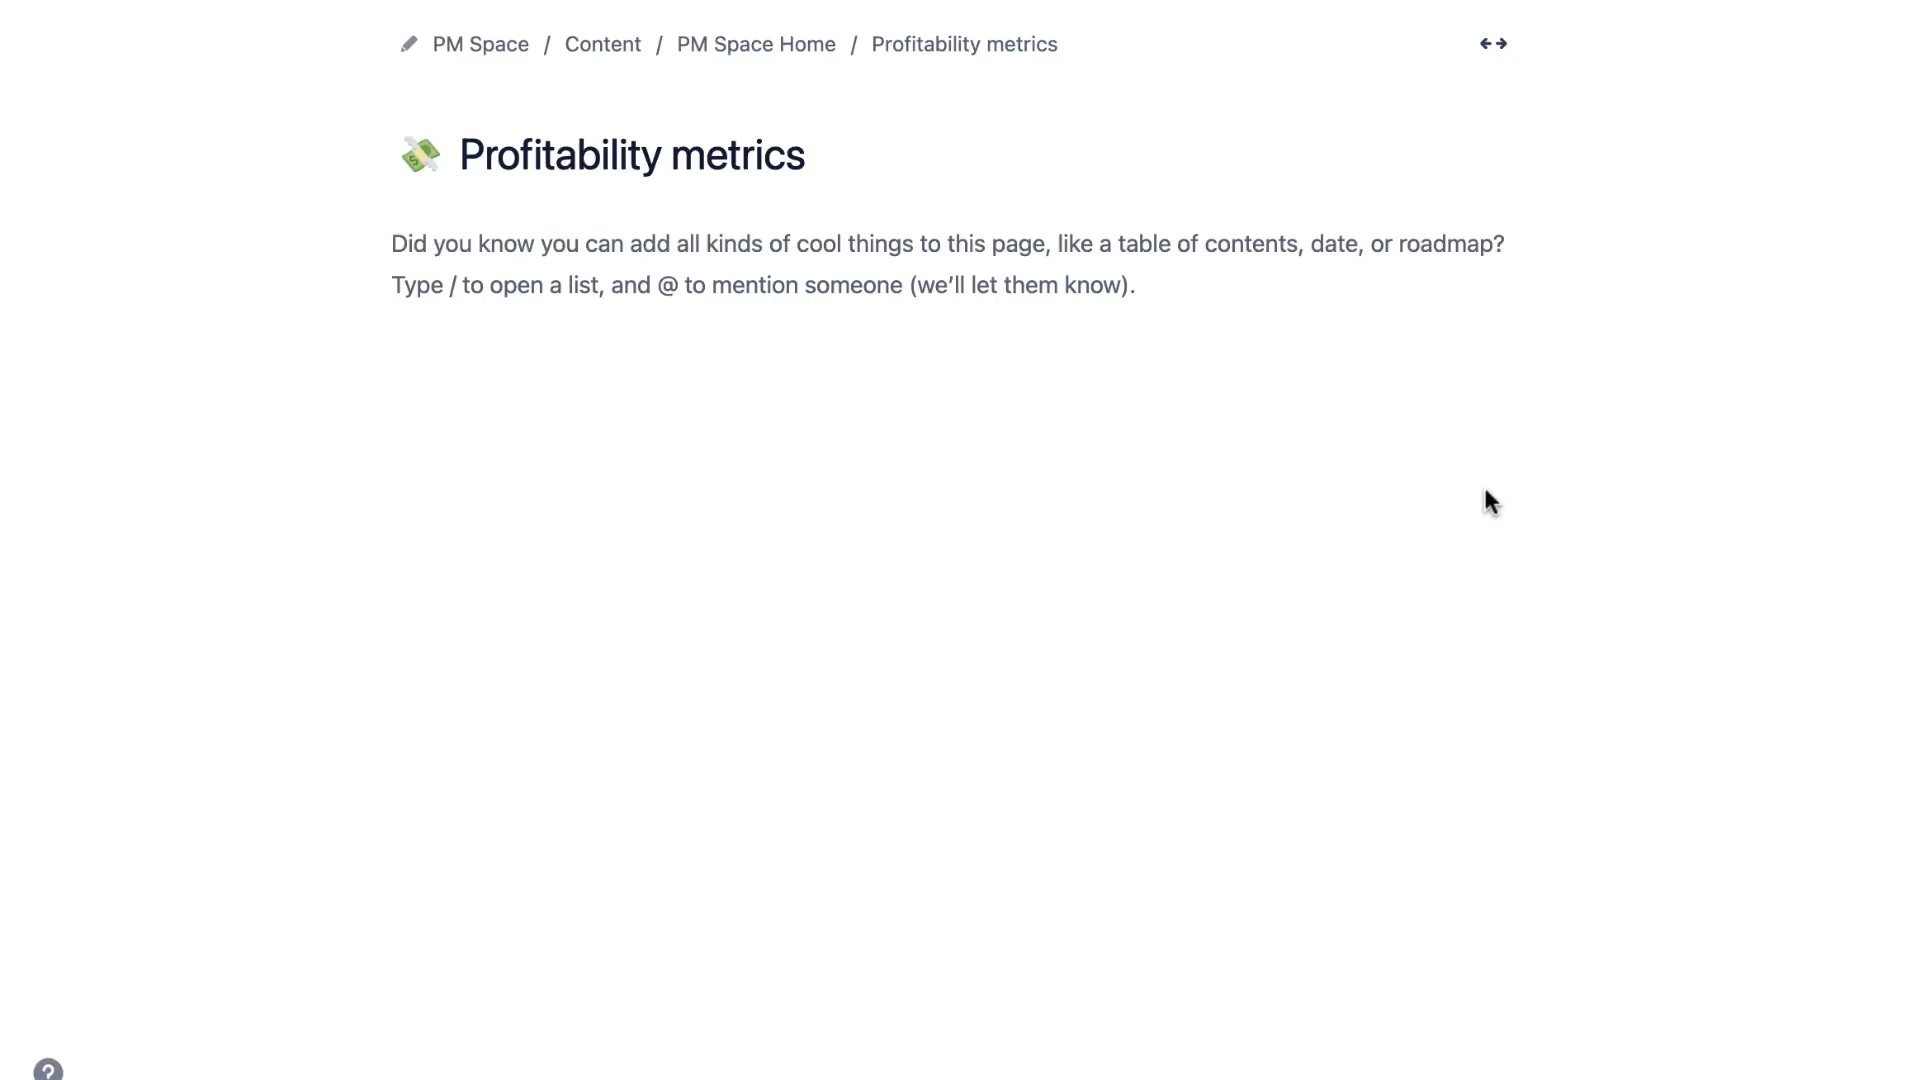 PM Space / Content / PM Space Home / Profitability metrics
💸 Profitability metrics
Did you know you can add all kinds of cool things to this page, like a table of contents, date, or roadmap?
Type / to open a list, and @ to mention someone (we’ll let them know).
?